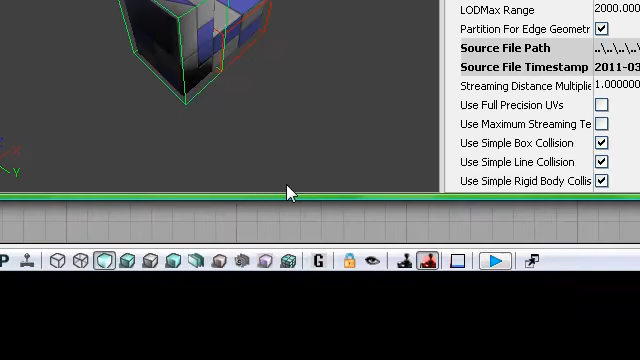 LODMax Range 2000.000
Partition For Edge Geometr
Source File Path ..\..\..\
Source File Timestamp 2011-03
Streaming Distance Multiplie 1.000000
Use Full Precision UVs
Use Maximum Streaming Te
Use Simple Box Collision
Use Simple Line Collision
Use Simple Rigid Body Collis
X
Y
P
G